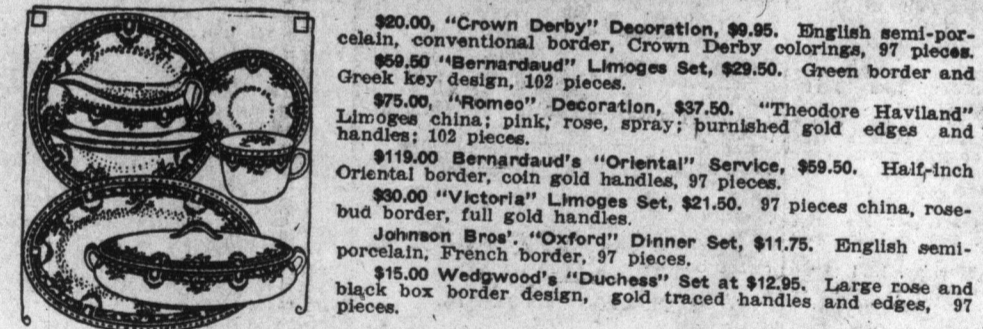 $20.00, "Crown Derby" Decoration, $9.95. English semi-por-
celain, conventional border, Crown Derby colorings, 97 pieces.
$59.50 "Bernardaud" Limoges Set, $29.50. Green border and
Greek key design, 102 pieces.
$75.00, "Romeo" Decoration, $37.50. "Theodore Haviland"
Limoges china; pink, rose, spray; burnished gold edges and
handles; 102 pieces.
$119.00 Bernardaud's "Oriental" Service, $59.50. Half-inch
Oriental border, coin gold handles, 97 pieces.
$30.00 "Victoria" Limoges Set, $21.50. 97 pieces china, rose-
bud border, full gold handles.
Johnson Bros'. "Oxford" Dinner Set, $11.75. English semi-
porcelain, French border, 97 pieces.
$15.00 Wedgwood's "Duchess" Set at $12.95. Large rose and
black box border design, gold traced handles and edges, 97
pieces.